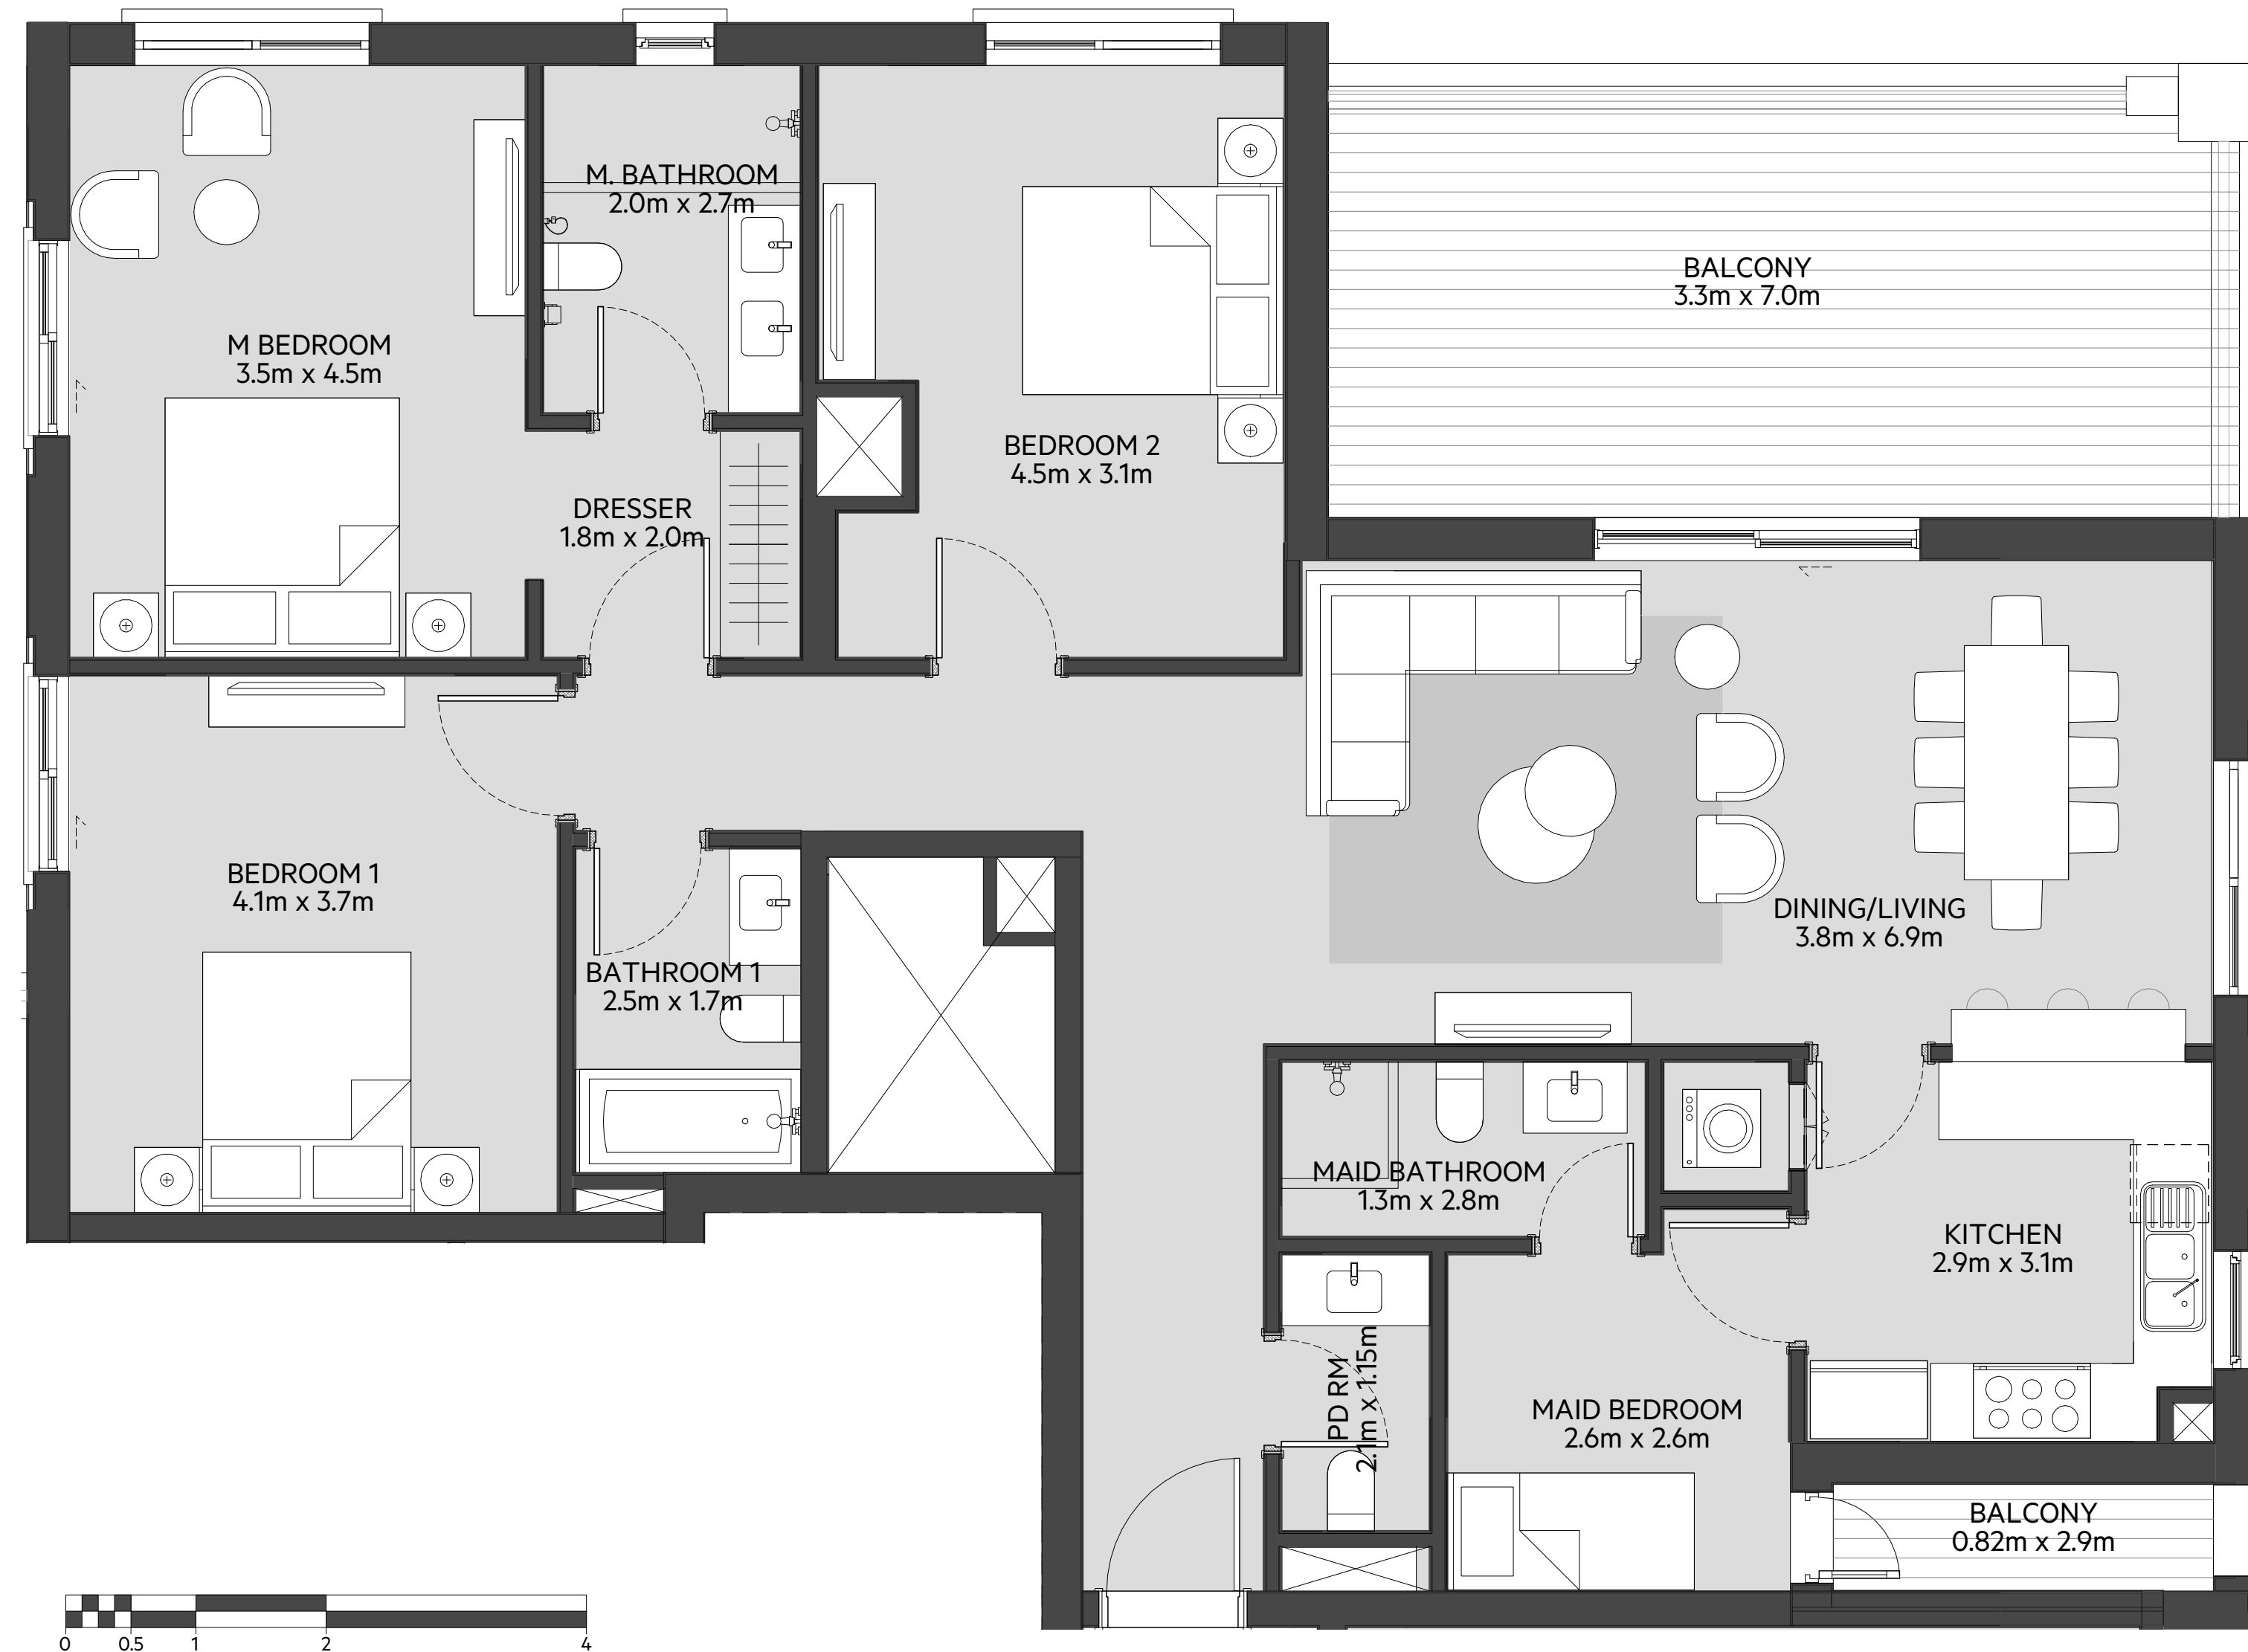 M. BATHROOM
2.0m x 2.7m
BALCONY
3.3m x 7.0m
M BEDROOM
3.5m x 4.5m
BEDROOM 2
4.5m x 3.1m
DRESSER
1.8m x 2.0m
BEDROOM 1
4.1m x 3.7m
DINING/LIVING
3.8m x 6.9m
BATHROOM 1
2.5m x 1.7m
MAID BATHROOM
1.3m x 2.8m
KITCHEN
2.9m x 3.1m
PD RM
2.1m x 1.15m
MAID BEDROOM
2.6m x 2.6m
BALCONY
0.82m x 2.9m
0 0.5 1 2 4